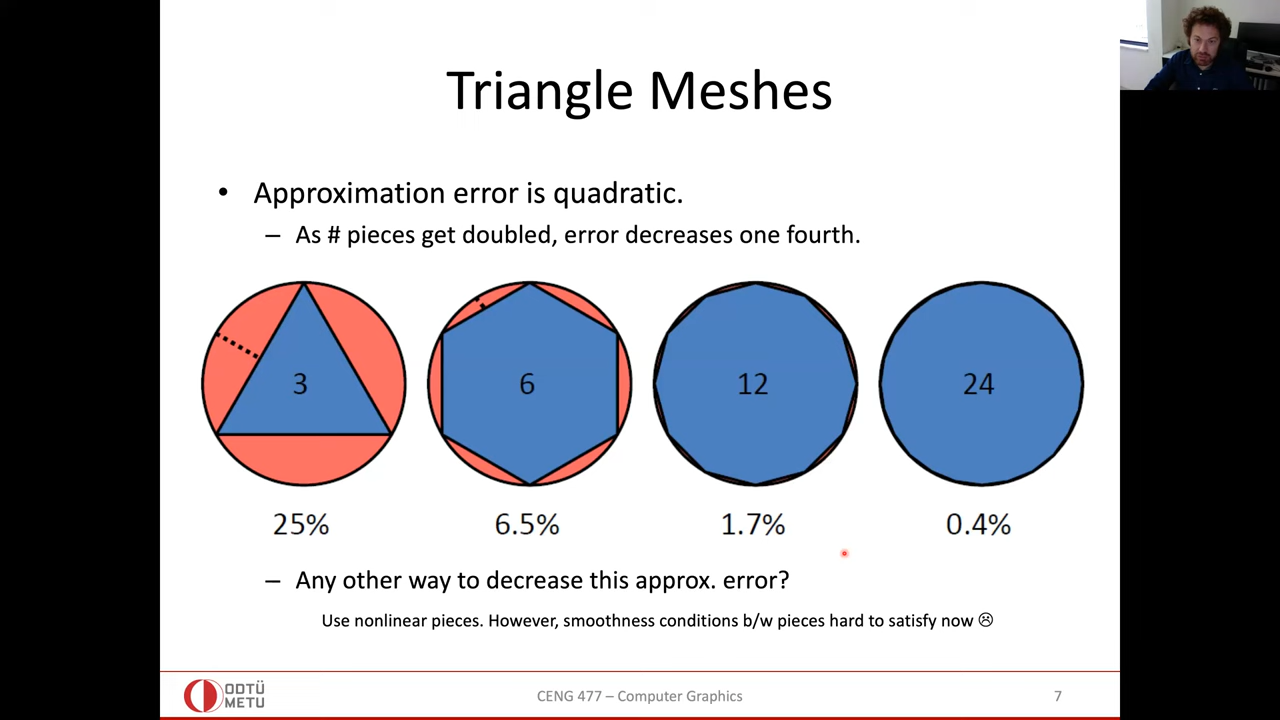 Triangle Meshes
• Approximation error is quadratic.
– As # pieces get doubled, error decreases one fourth.
3 6 12 24
25% 6.5% 1.7% 0.4%
– Any other way to decrease this approx. error?
Use nonlinear pieces. However, smoothness conditions b/w pieces hard to satisfy now ☹
ODTÜ
METU
CENG 477 – Computer Graphics
7